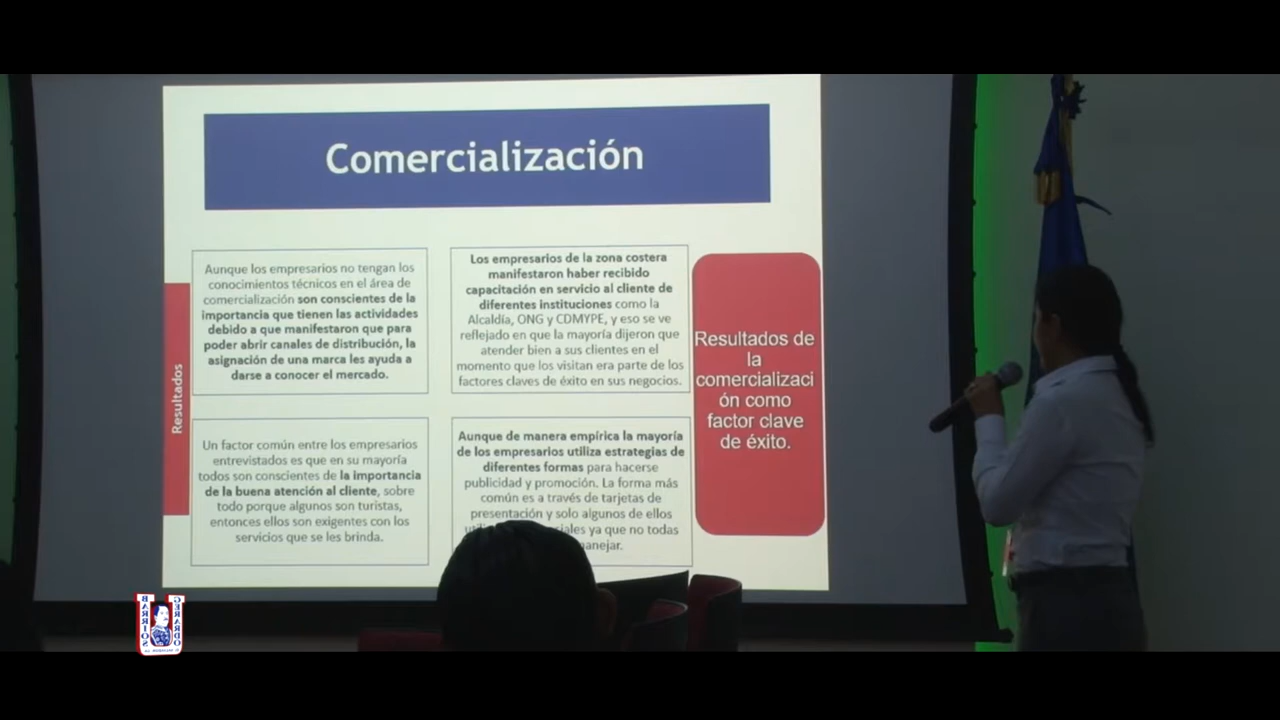 Comercialización
Resultados
Aunque los empresarios no tengan los
conocimientos técnicos en el área de
comercialización son conscientes de la
importancia que tienen las actividades
debido a que manifestaron que para
poder abrir canales de distribución, la
asignación de una marca les ayuda a
darse a conocer el mercado.
Los empresarios de la zona costera
manifestaron haber recibido
capacitación en servicio al cliente de
diferentes instituciones como la
Alcaldía, ONG y CDMYPE, y eso se ve
reflejado en que la mayoría dijeron que
atender bien a sus clientes en el
momento que los visitan era parte de los
factores claves de éxito en sus negocios.
Un factor común entre los empresarios
entrevistados es que en su mayoría
todos son conscientes de la importancia
de la buena atención al cliente, sobre
todo porque algunos son turistas,
entonces ellos son exigentes con los
servicios que se les brinda.
Aunque de manera empírica la mayoría
de los empresarios utiliza estrategias de
diferentes formas para hacerse
publicidad y promoción. La forma más
común es a través de tarjetas de
presentación y solo algunos de ellos
ya que no todas
Resultados de
la
comercializaci
ón como
factor clave
de éxito.
GERARDO
BARRIOS